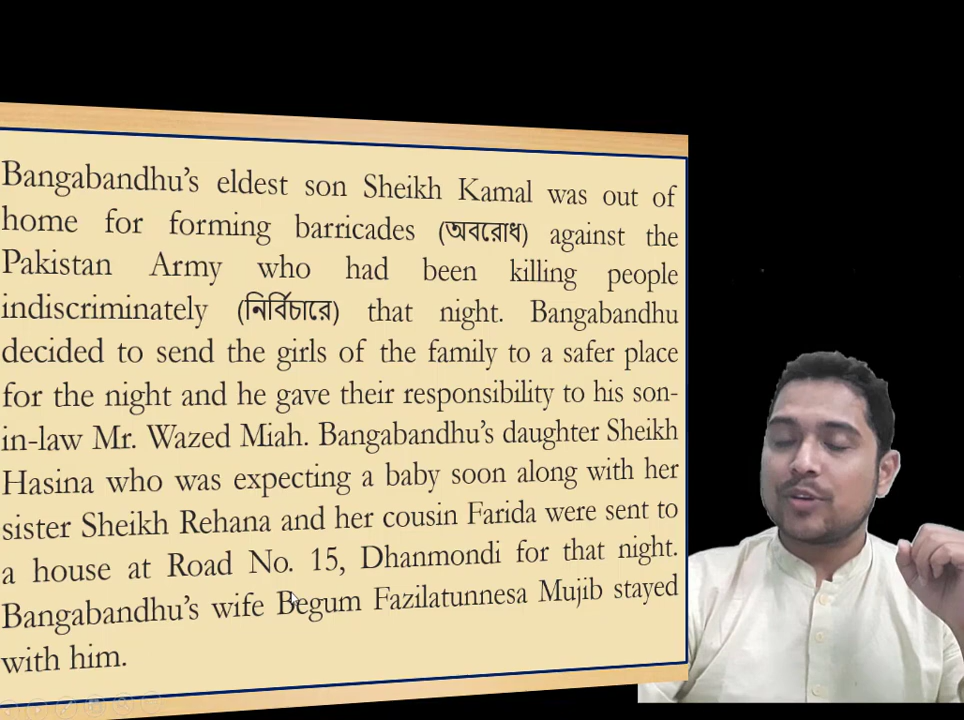 Bangabandhu's eldest son Sheikh Kamal was out of
home for forming barricades (অবরোধ) against the
Pakistan Army who had been killing people
indiscriminately (নির্বিচারে) that night. Bangabandhu
decided to send the girls of the family to a safer place
for the night and he gave their responsibility to his son-
in-law Mr. Wazed Miah. Bangabandhu's daughter Sheikh
Hasina who was expecting a baby soon along with her
sister Sheikh Rehana and her cousin Farida were sent to
a house at Road No. 15, Dhanmondi for that night.
Bangabandhu's wife Begum Fazilatunnesa Mujib stayed
with him.